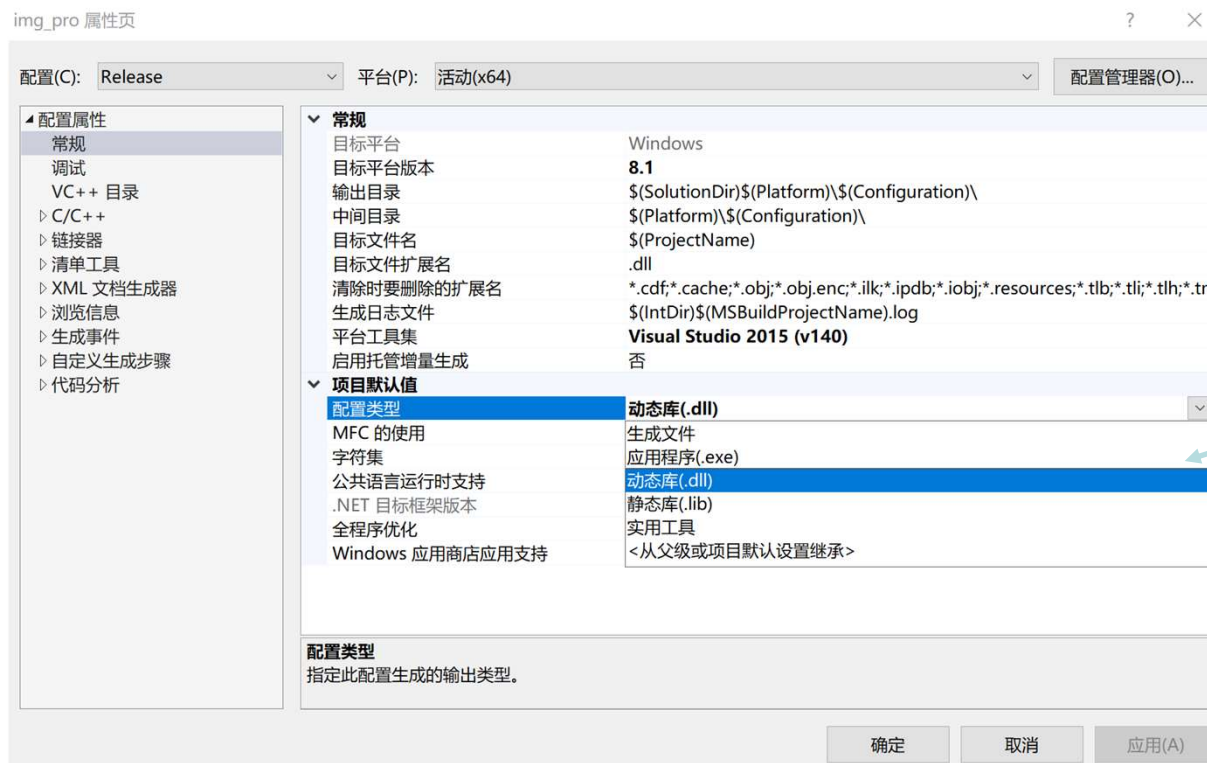 img_pro 属性页
配置(C): Release 平台(P): 活动(x64) 配置管理器(O)...
配置属性
常规
调试
VC++ 目录
C/C++
链接器
清单工具
XML 文档生成器
浏览信息
生成事件
自定义生成步骤
代码分析
常规
目标平台 Windows
目标平台版本 8.1
输出目录 $(SolutionDir)$(Platform)\$(Configuration)\
中间目录 $(Platform)\$(Configuration)\
目标文件名 $(ProjectName)
目标文件扩展名 .dll
清除时要删除的扩展名 *.cdf;*.cache;*.obj;*.obj.enc;*.ilk;*.ipdb;*.iobj;*.resources;*.tlb;*.tli;*.tlh;
生成日志文件 $(IntDir)$(MSBuildProjectName).log
平台工具集 Visual Studio 2015 (v140)
启用托管增量生成 否
项目默认值
配置类型 动态库(.dll)
MFC 的使用 生成文件
字符集 应用程序(.exe)
公共语言运行时支持 动态库(.dll)
.NET 目标框架版本 静态库(.lib)
全程序优化 实用工具
Windows 应用商店应用支持 <从父级或项目默认设置继承>
配置类型
指定此配置生成的输出类型。
确定 取消 应用(A)